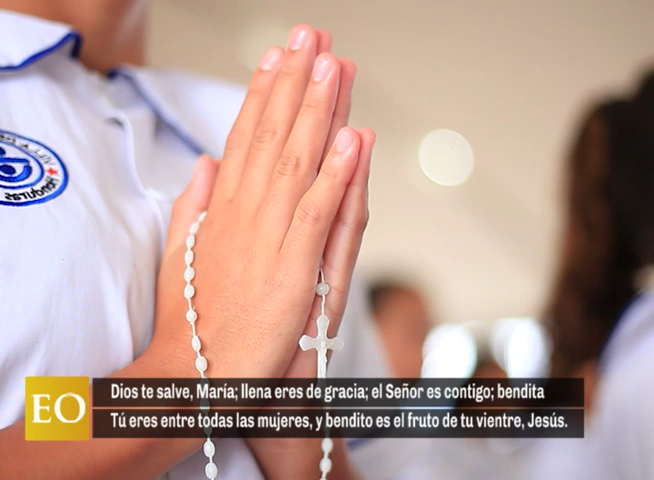 Honduras
EO
Dios te salve, María; llena eres de gracia; el Señor es contigo; bendita
Tú eres entre todas las mujeres, y bendito es el fruto de tu vientre, Jesús.